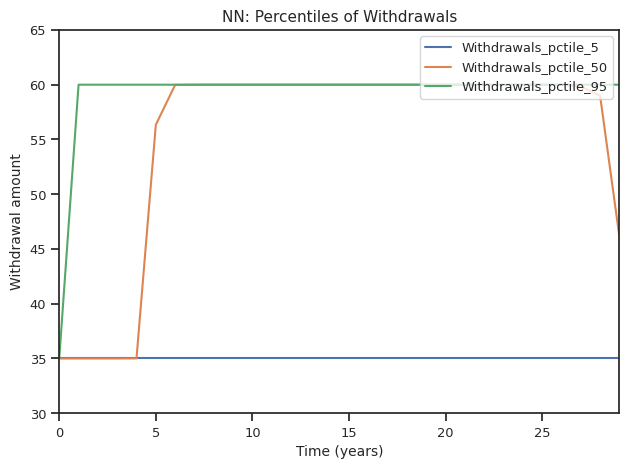 NN: Percentiles of Withdrawals
65
60
55
50
45
40
35
30
Withdrawal amount
Withdrawals_pctile_5
Withdrawals_pctile_50
Withdrawals_pctile_95
0 5 10 15 20 25
Time (years)